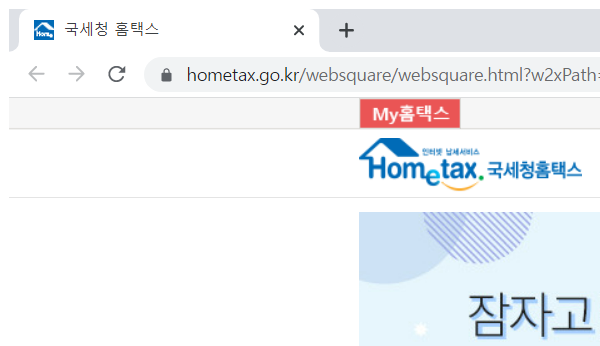 국세청 홈택스
hometax.go.kr/websquare/websquare.html?w2xPath=
My홈택스
인터넷 납세서비스
Hometax. 국세청홈택스
잠자고